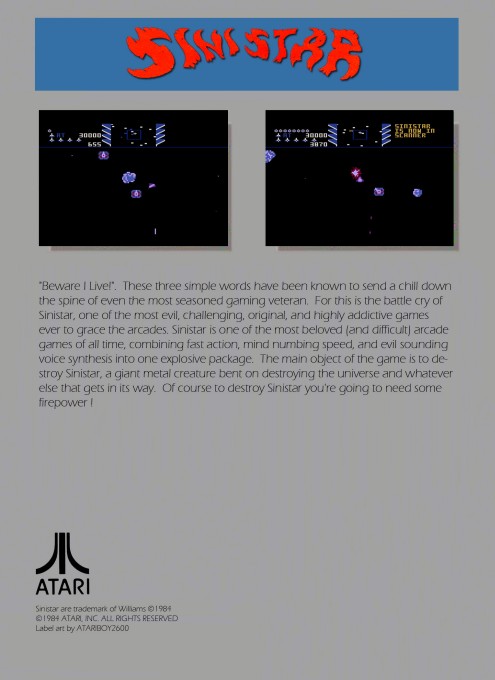 SINISTAR
AT 30000
655
AT 30000
3870
SINISTAR
IS NOW IN
SCANNER
"Beware I Live!". These three simple words have been known to send a chill down
the spine of even the most seasoned gaming veteran. For this is the battle cry of
Sinistar, one of the most evil, challenging, original, and highly addictive games
ever to grace the arcades. Sinistar is one of the most beloved (and difficult) arcade
games of all time, combining fast action, mind numbing speed, and evil sounding
voice synthesis into one explosive package. The main object of the game is to de-
stroy Sinistar, a giant metal creature bent on destroying the universe and whatever
else that gets in its way. Of course to destroy Sinistar you're going to need some
firepower !
ATARI
Sinistar are trademark of Williams ©1984
©1984 ATARI, INC. ALL RIGHTS RESERVED
Label art by ATARIBOY2600